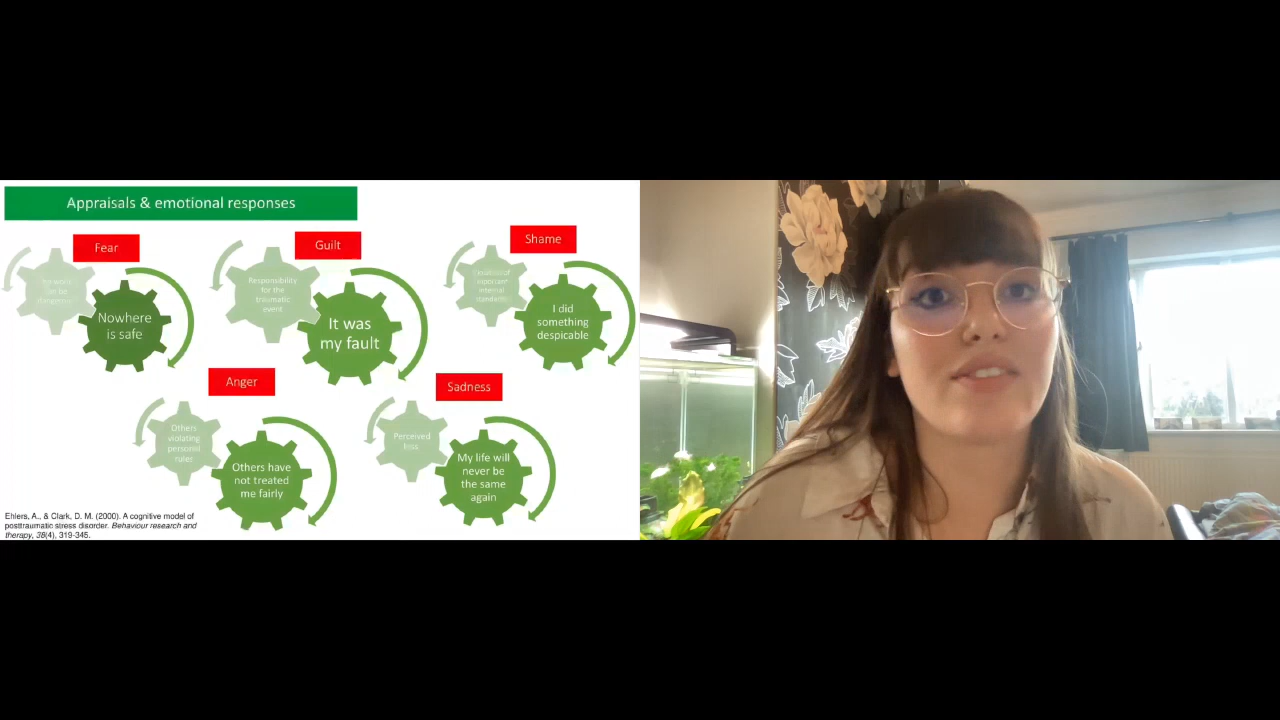 Appraisals & emotional responses
Fear
Nowhere
is safe
Guilt
Responsibility
for the
traumatic
event
It was
my fault
Shame
internal
I did
something
despicable
Anger
Others
violating
personal
rules
Others have
not treated
me fairly
Sadness
Perceived
loss
My life will
never be
the same
again
Ehlers, A., & Clark, D. M. (2000). A cognitive model of
posttraumatic stress disorder. Behaviour research and
therapy, 38(4), 319-345.